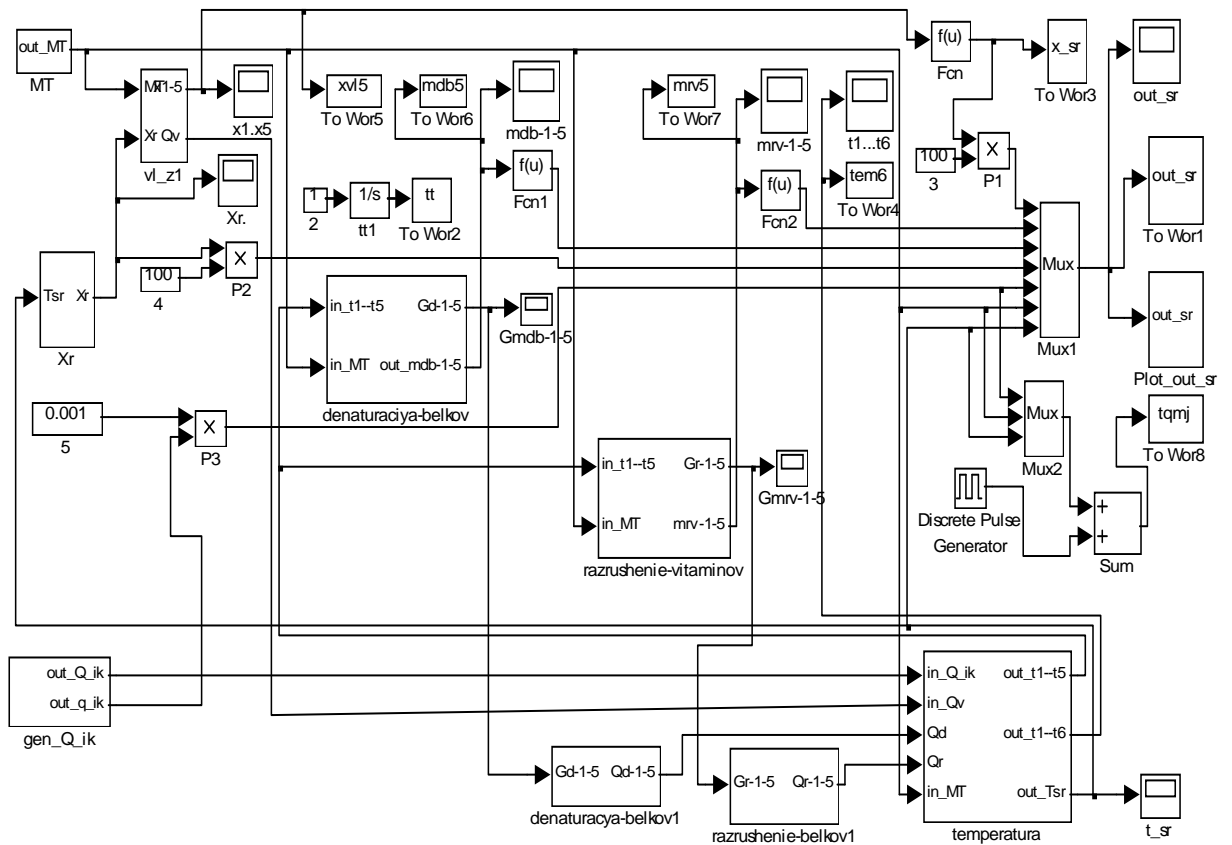 out_MT
MT
MT
x1-5
Xr Qv
vl_z1
x1.x5
Xr.
xvl5
To Wor5
mdb5
To Wor6
mdb-1-5
f(u)
Fcn1
1
2
1/s
tt1
tt
To Wor2
mrv5
To Wor7
mrv-1-5
f(u)
Fcn2
t1...t6
tem6
To Wor4
f(u)
Fcn
x_sr
To Wor3
out_sr
100
3
X
P1
out_sr
To Wor1
Mux
Mux1
out_sr
Plot_out_sr
Tsr Xr
Xr
100
4
X
P2
in_t1--t5 Gd-1-5
in_MT out_mdb-1-5
denaturaciya-belkov
Gmdb-1-5
0.001
5
X
P3
in_t1--t5 Gr-1-5
in_MT mrv-1-5
razrushenie-vitaminov
Gmrv-1-5
Mux
Mux2
tqmj
To Wor8
Discrete Pulse
Generator
+
+
Sum
out_Q_ik
out_q_ik
gen_Q_ik
Gd-1-5 Qd-1-5
denaturacya-belkov1
Gr-1-5 Qr-1-5
razrushenie-belkov1
in_Q_ik out_t1--t5
in_Qv
Qd out_t1--t6
Qr
in_MT out_Tsr
temperatura
t_sr